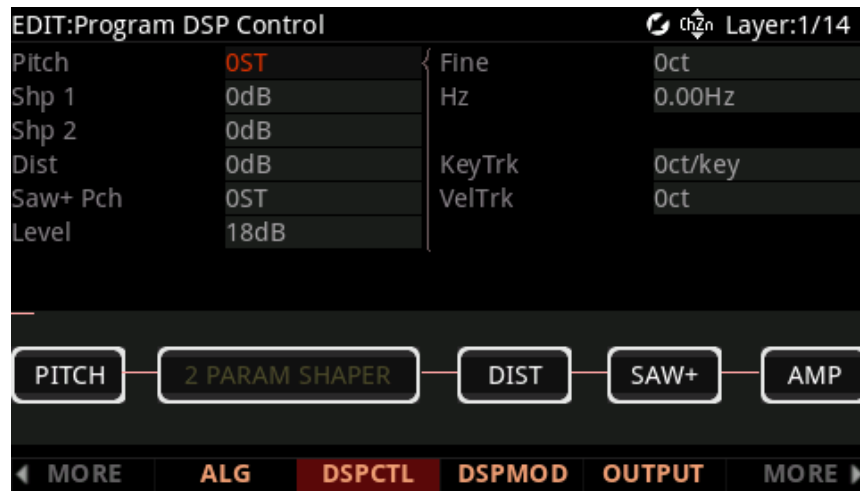 EDIT:Program DSP Control ChZn Layer:1/14
Pitch 0ST Fine 0ct
Shp 1 0dB Hz 0.00Hz
Shp 2 0dB
Dist 0dB KeyTrk 0ct/key
Saw+ Pch 0ST VelTrk 0ct
Level 18dB
PITCH 2 PARAM SHAPER DIST SAW+ AMP
MORE ALG DSPCTL DSPMOD OUTPUT MORE